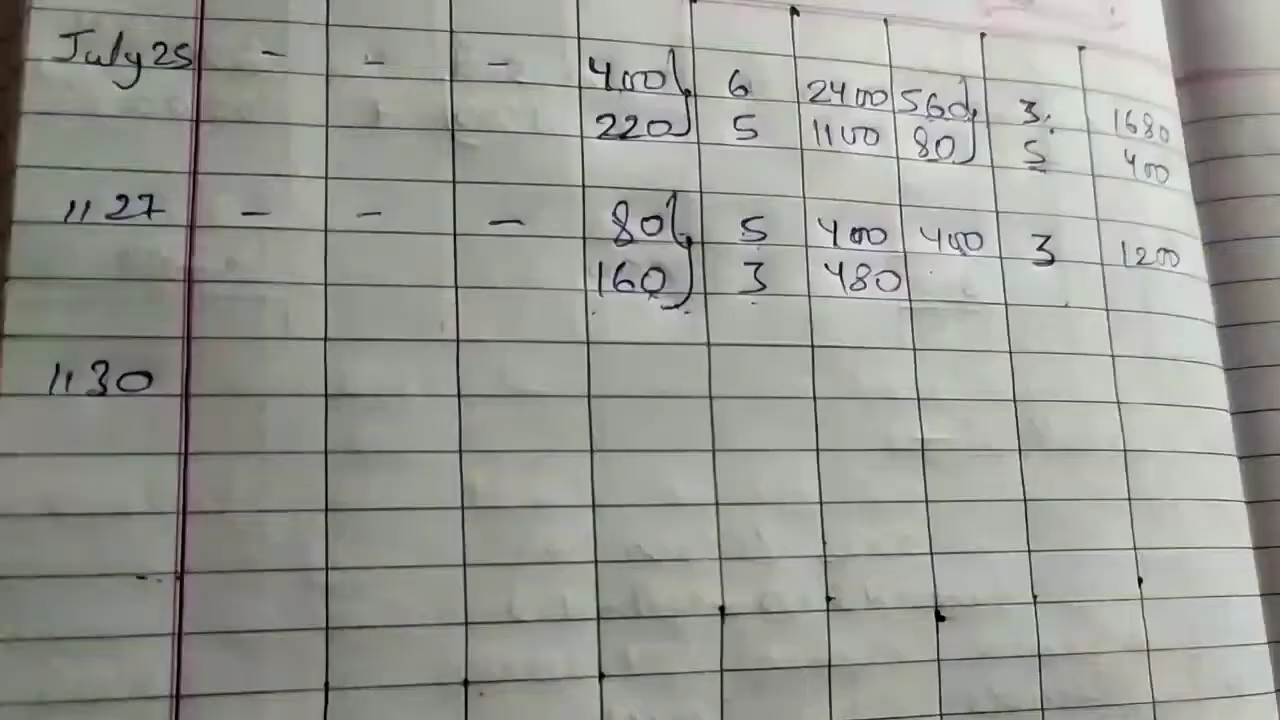 July 25 - - - 400 6 2400 560 3 1680
220 5 1100 80 5 400
" 27 - - - 80 5 400 400 3 1200
160 3 480
" 30